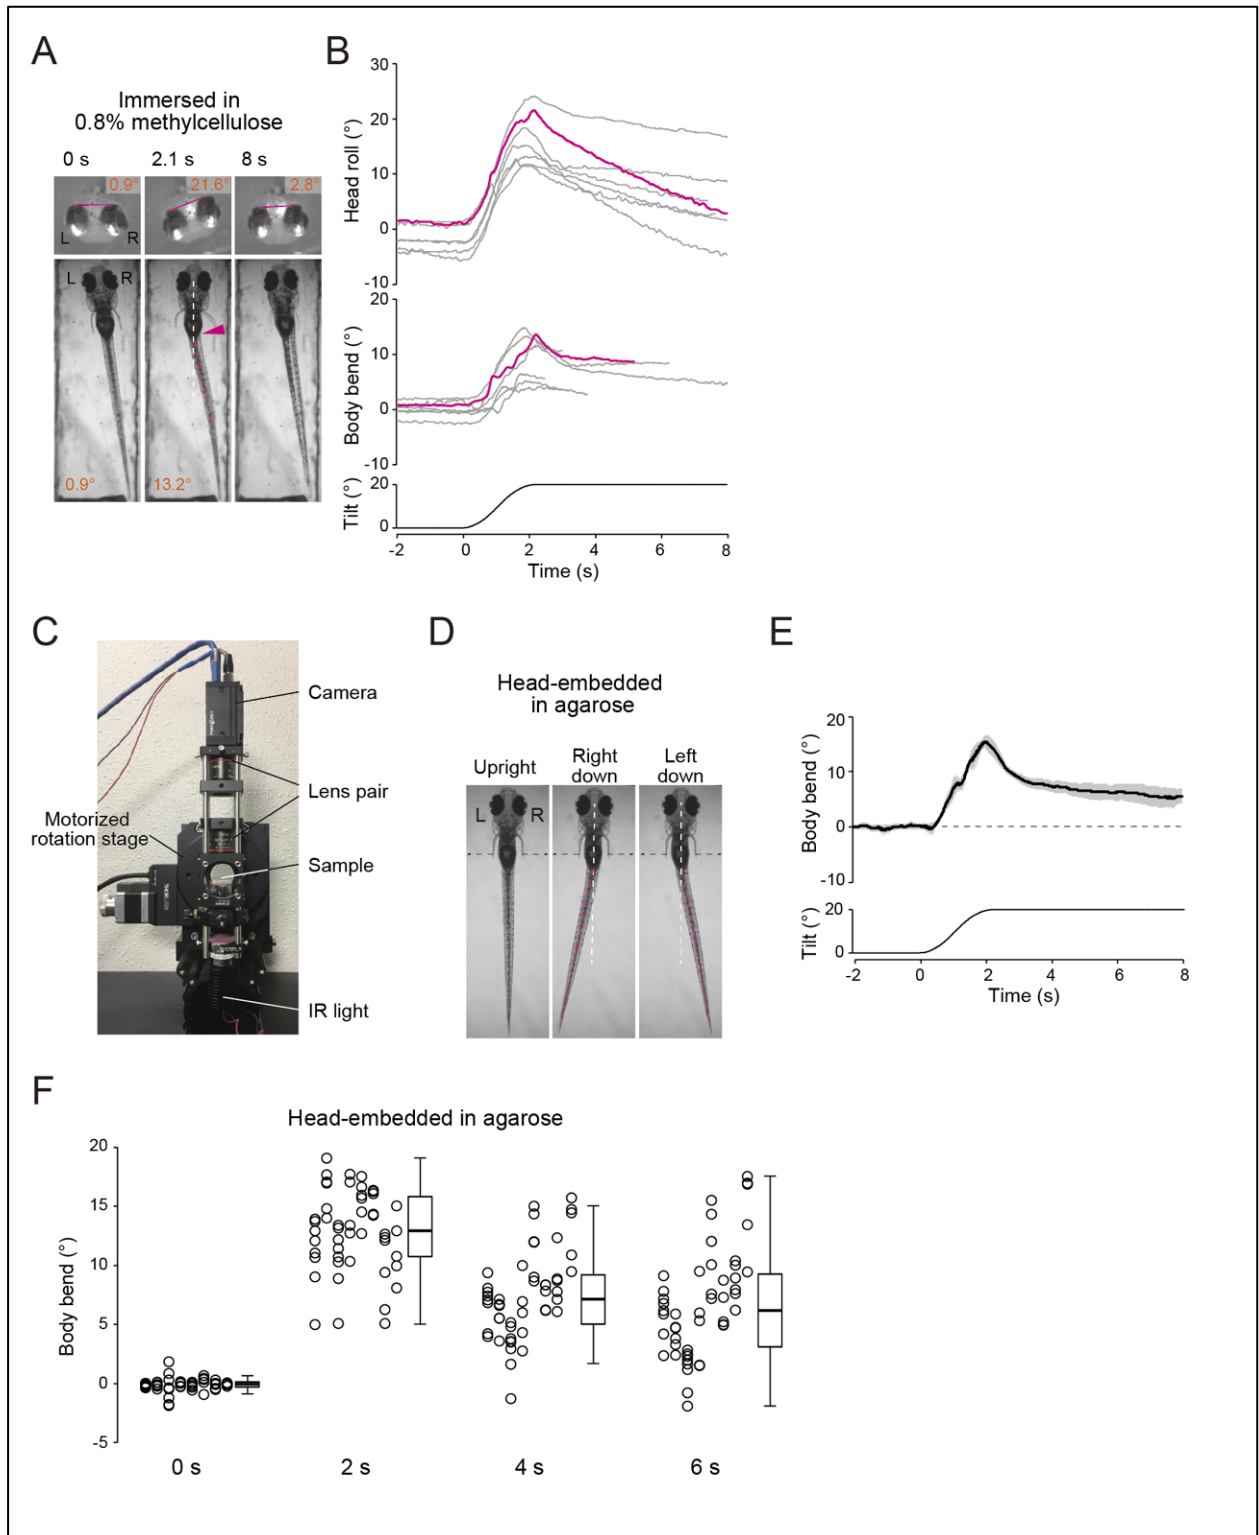 A
Immersed in
0.8% methylcellulose
0 s 2.1 s 8 s
0.9° 21.6° 2.8°
L R
L R
0.9° 13.2°
B
30
20
10
0
-10
Head roll (°)
20
10
0
-10
Body bend (°)
20
0
Tilt (°)
-2 0 2 4 6 8
Time (s)
C
Camera
Lens pair
Motorized
rotation stage
Sample
IR light
D
Head-embedded
in agarose
Upright Right down Left down
L R
E
20
10
0
-10
Body bend (°)
20
0
Tilt (°)
-2 0 2 4 6 8
Time (s)
F
Head-embedded in agarose
20
15
10
5
0
-5
Body bend (°)
0 s 2 s 4 s 6 s